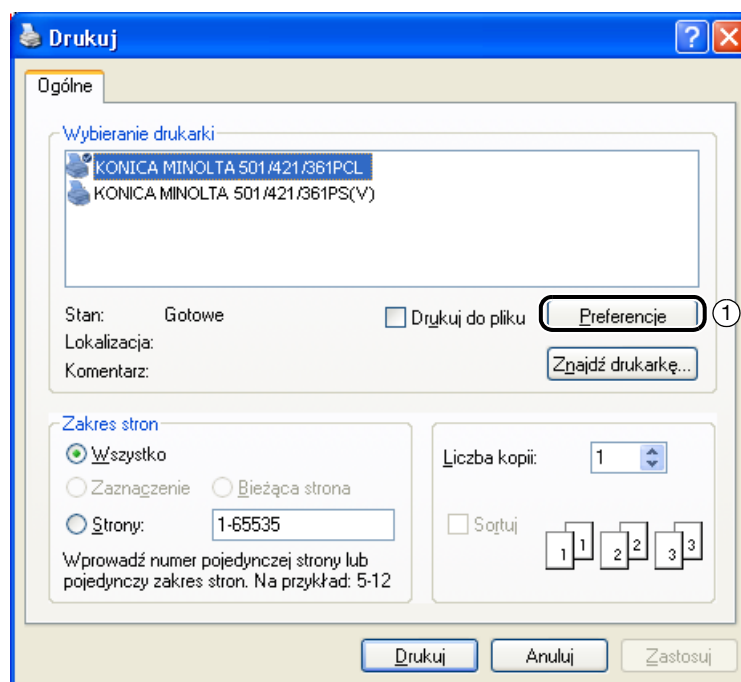 Drukuj
Ogólne
Wybieranie drukarki
KONICA MINOLTA 501/421/361PCL
KONICA MINOLTA 501/421/361PS(V)
Stan: Gotowe
Drukuj do pliku
Preferencje
1
Lokalizacja:
Komentarz:
Znajdź drukarkę...
Zakres stron
Wszystko
Zaznaczenie Bieżąca strona
Strony: 1-65535
Wprowadź numer pojedynczej strony lub
pojedynczy zakres stron. Na przykład: 5-12
Liczba kopii: 1
Sortuj
1 1 2 2 3 3
Drukuj Anuluj Zastosuj